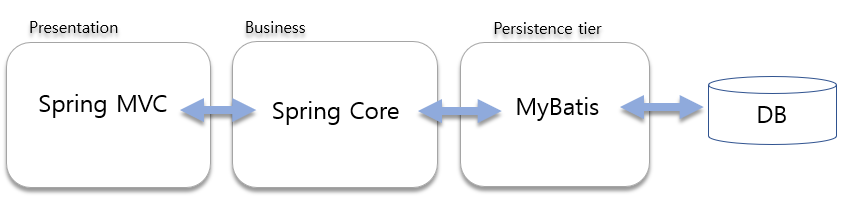 Presentation
Business
Persistence tier
Spring MVC
Spring Core
MyBatis
DB